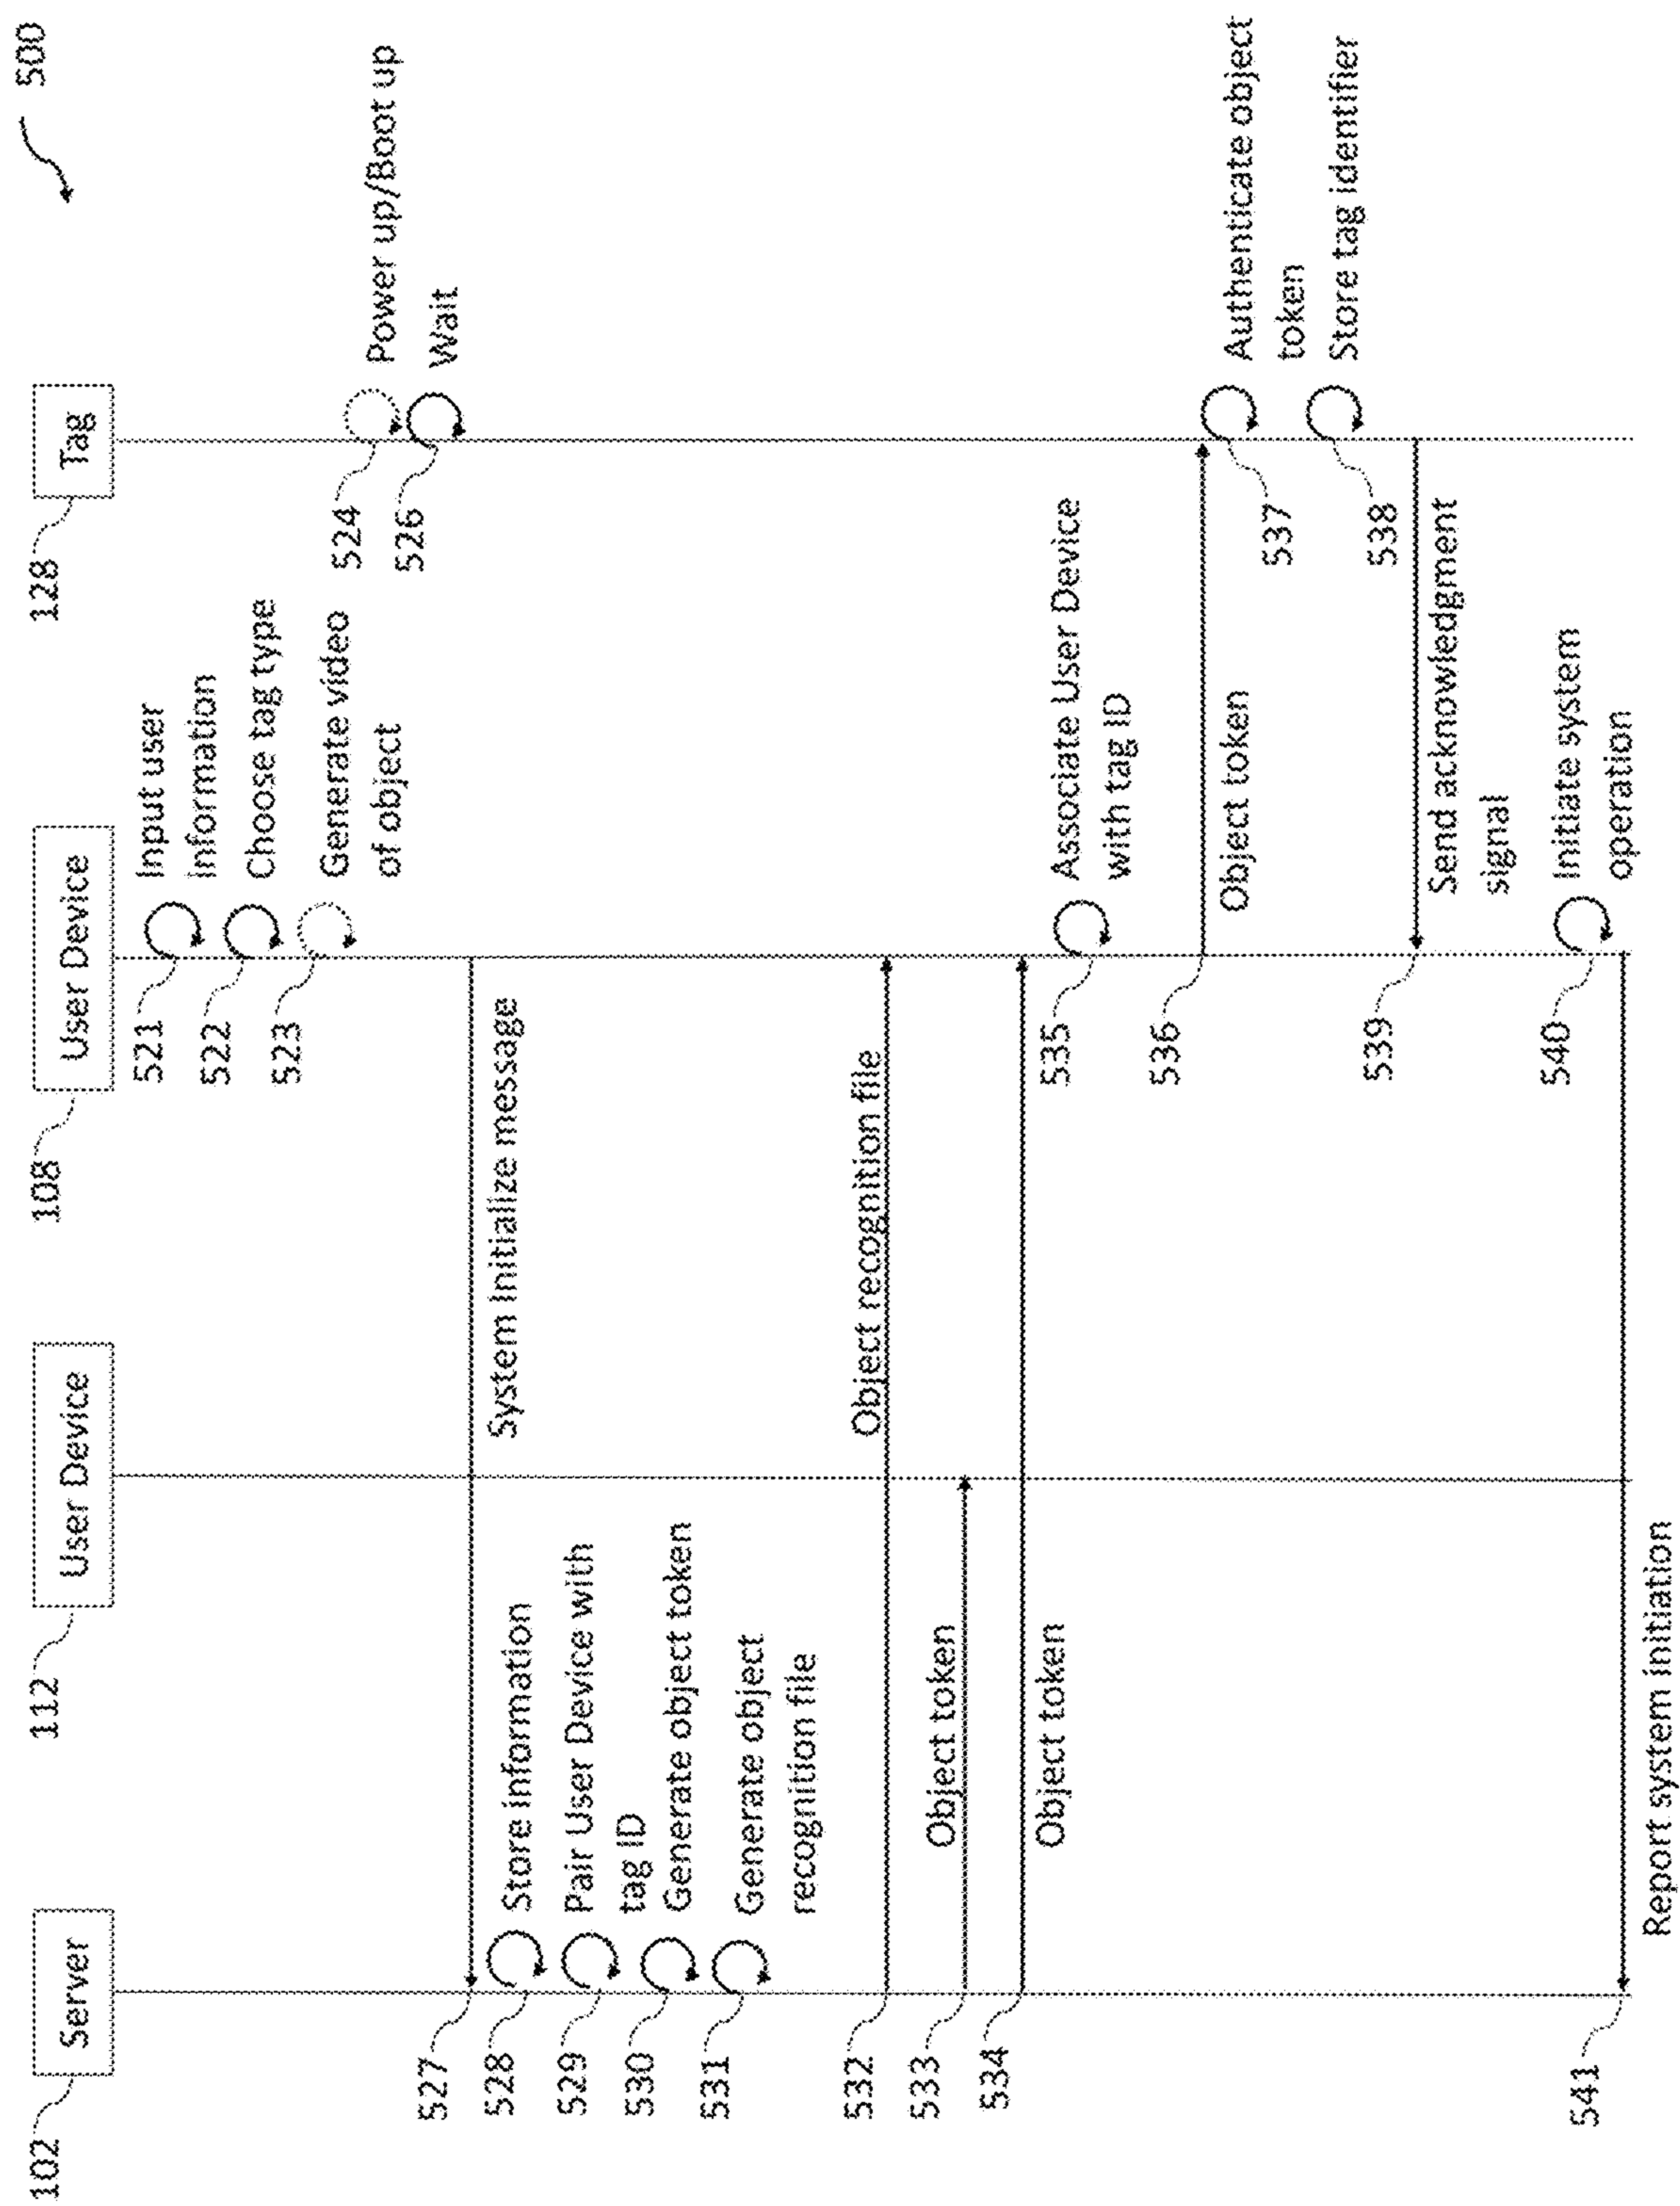 500
102
Server
112
User Device
108
User Device
128
Tag
521
Input user
information
522
Choose tag type
523
Generate video
of object
524
Power up/Boot up
526
Wait
527
System Initialize message
528
Store information
529
Pair User Device with
tag ID
530
Generate object token
531
Generate object
recognition file
532
Object recognition file
533
Object token
534
Object token
535
Associate User Device
with tag ID
536
Object token
537
Authenticate object
token
538
Store tag identifier
539
Send acknowledgment
signal
540
Initiate system
operation
541
Report system initiation